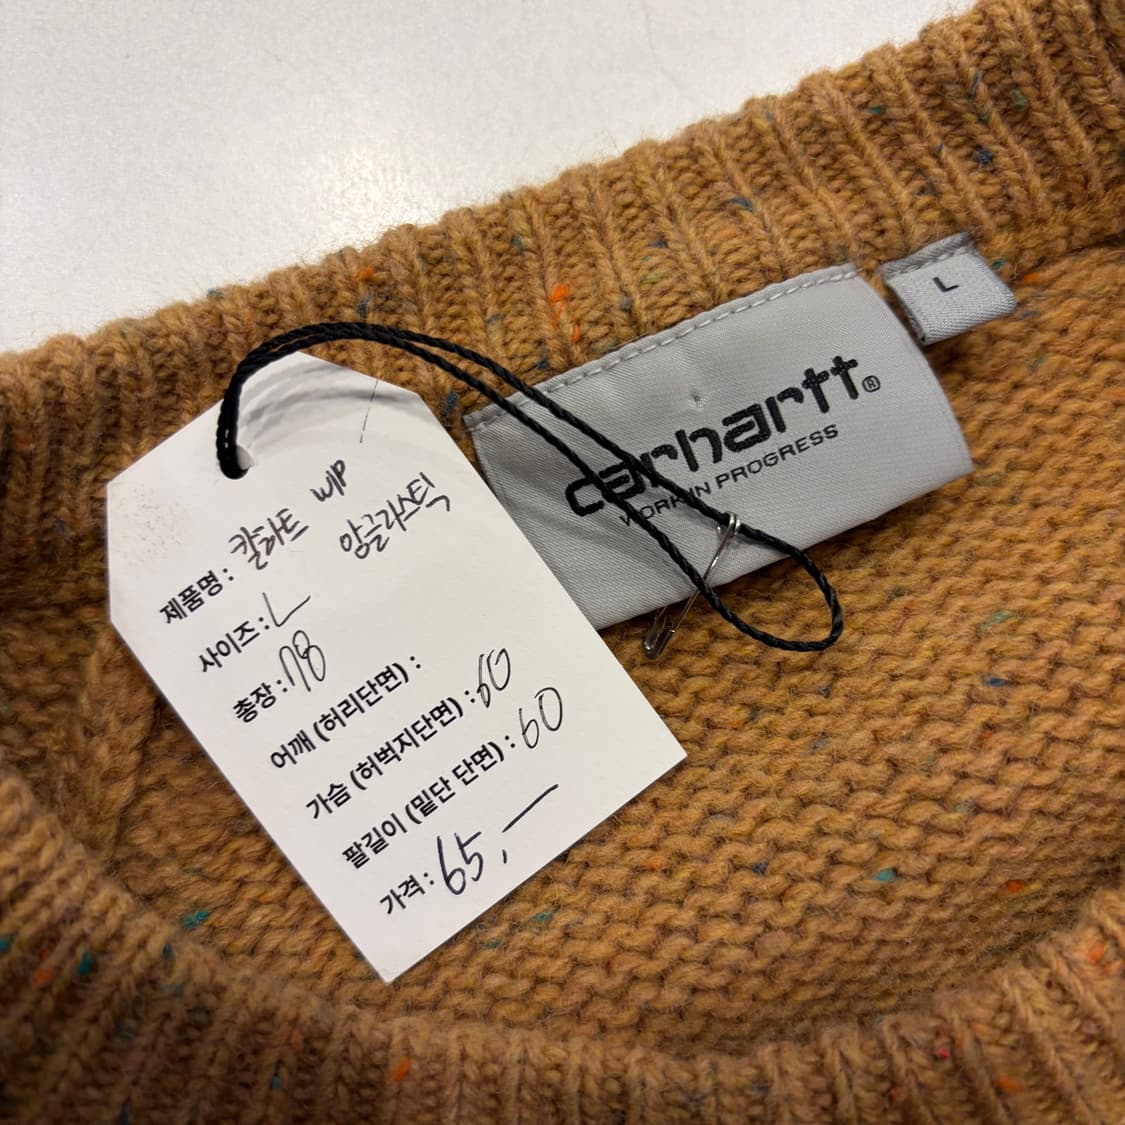 carhartt®
WORK IN PROGRESS
L
제품명 : 칼하트 WIP
앙글리스틱
사이즈 : L
총장 : 78
어깨 (허리단면) :
가슴 (허벅지단면) : 60
팔길이 (밑단 단면) : 60
가격 : 65,—